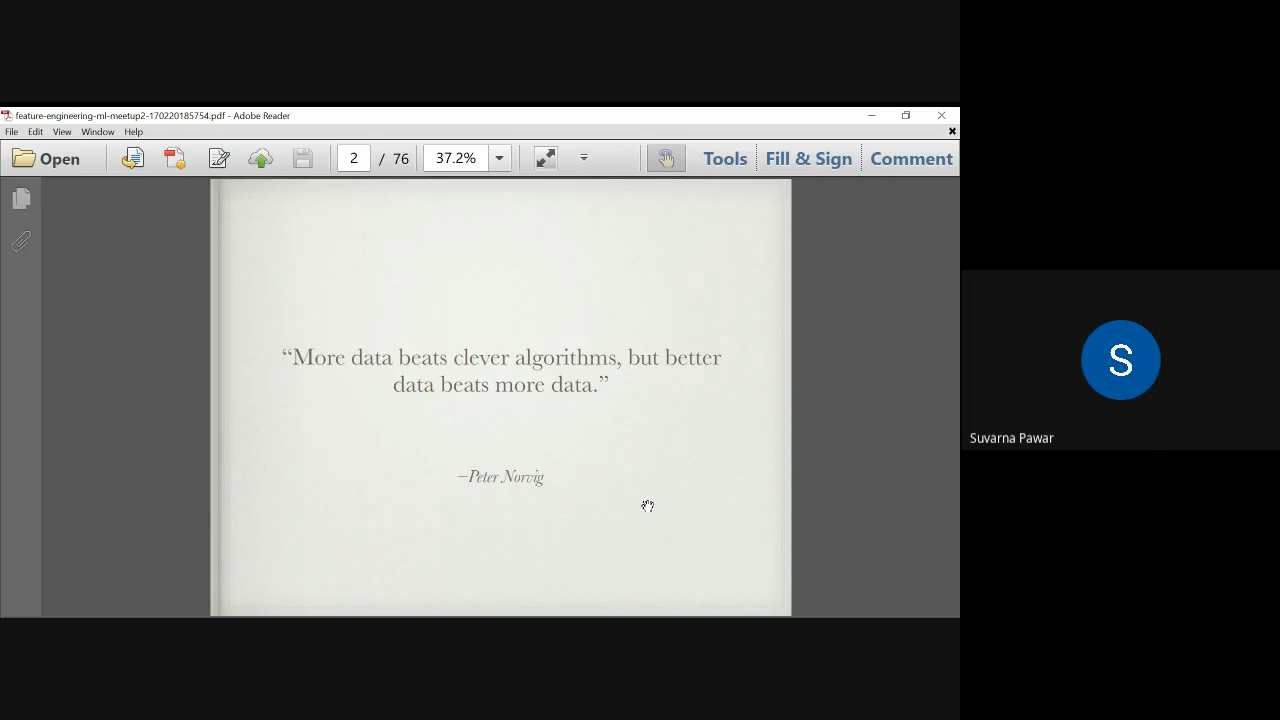 feature-engineering-ml-meetup2-170220185754.pdf - Adobe Reader
File Edit View Window Help
Open 2 / 76 37.2% Tools Fill & Sign Comment
“More data beats clever algorithms, but better
data beats more data.”
–Peter Norvig
S
Suvarna Pawar